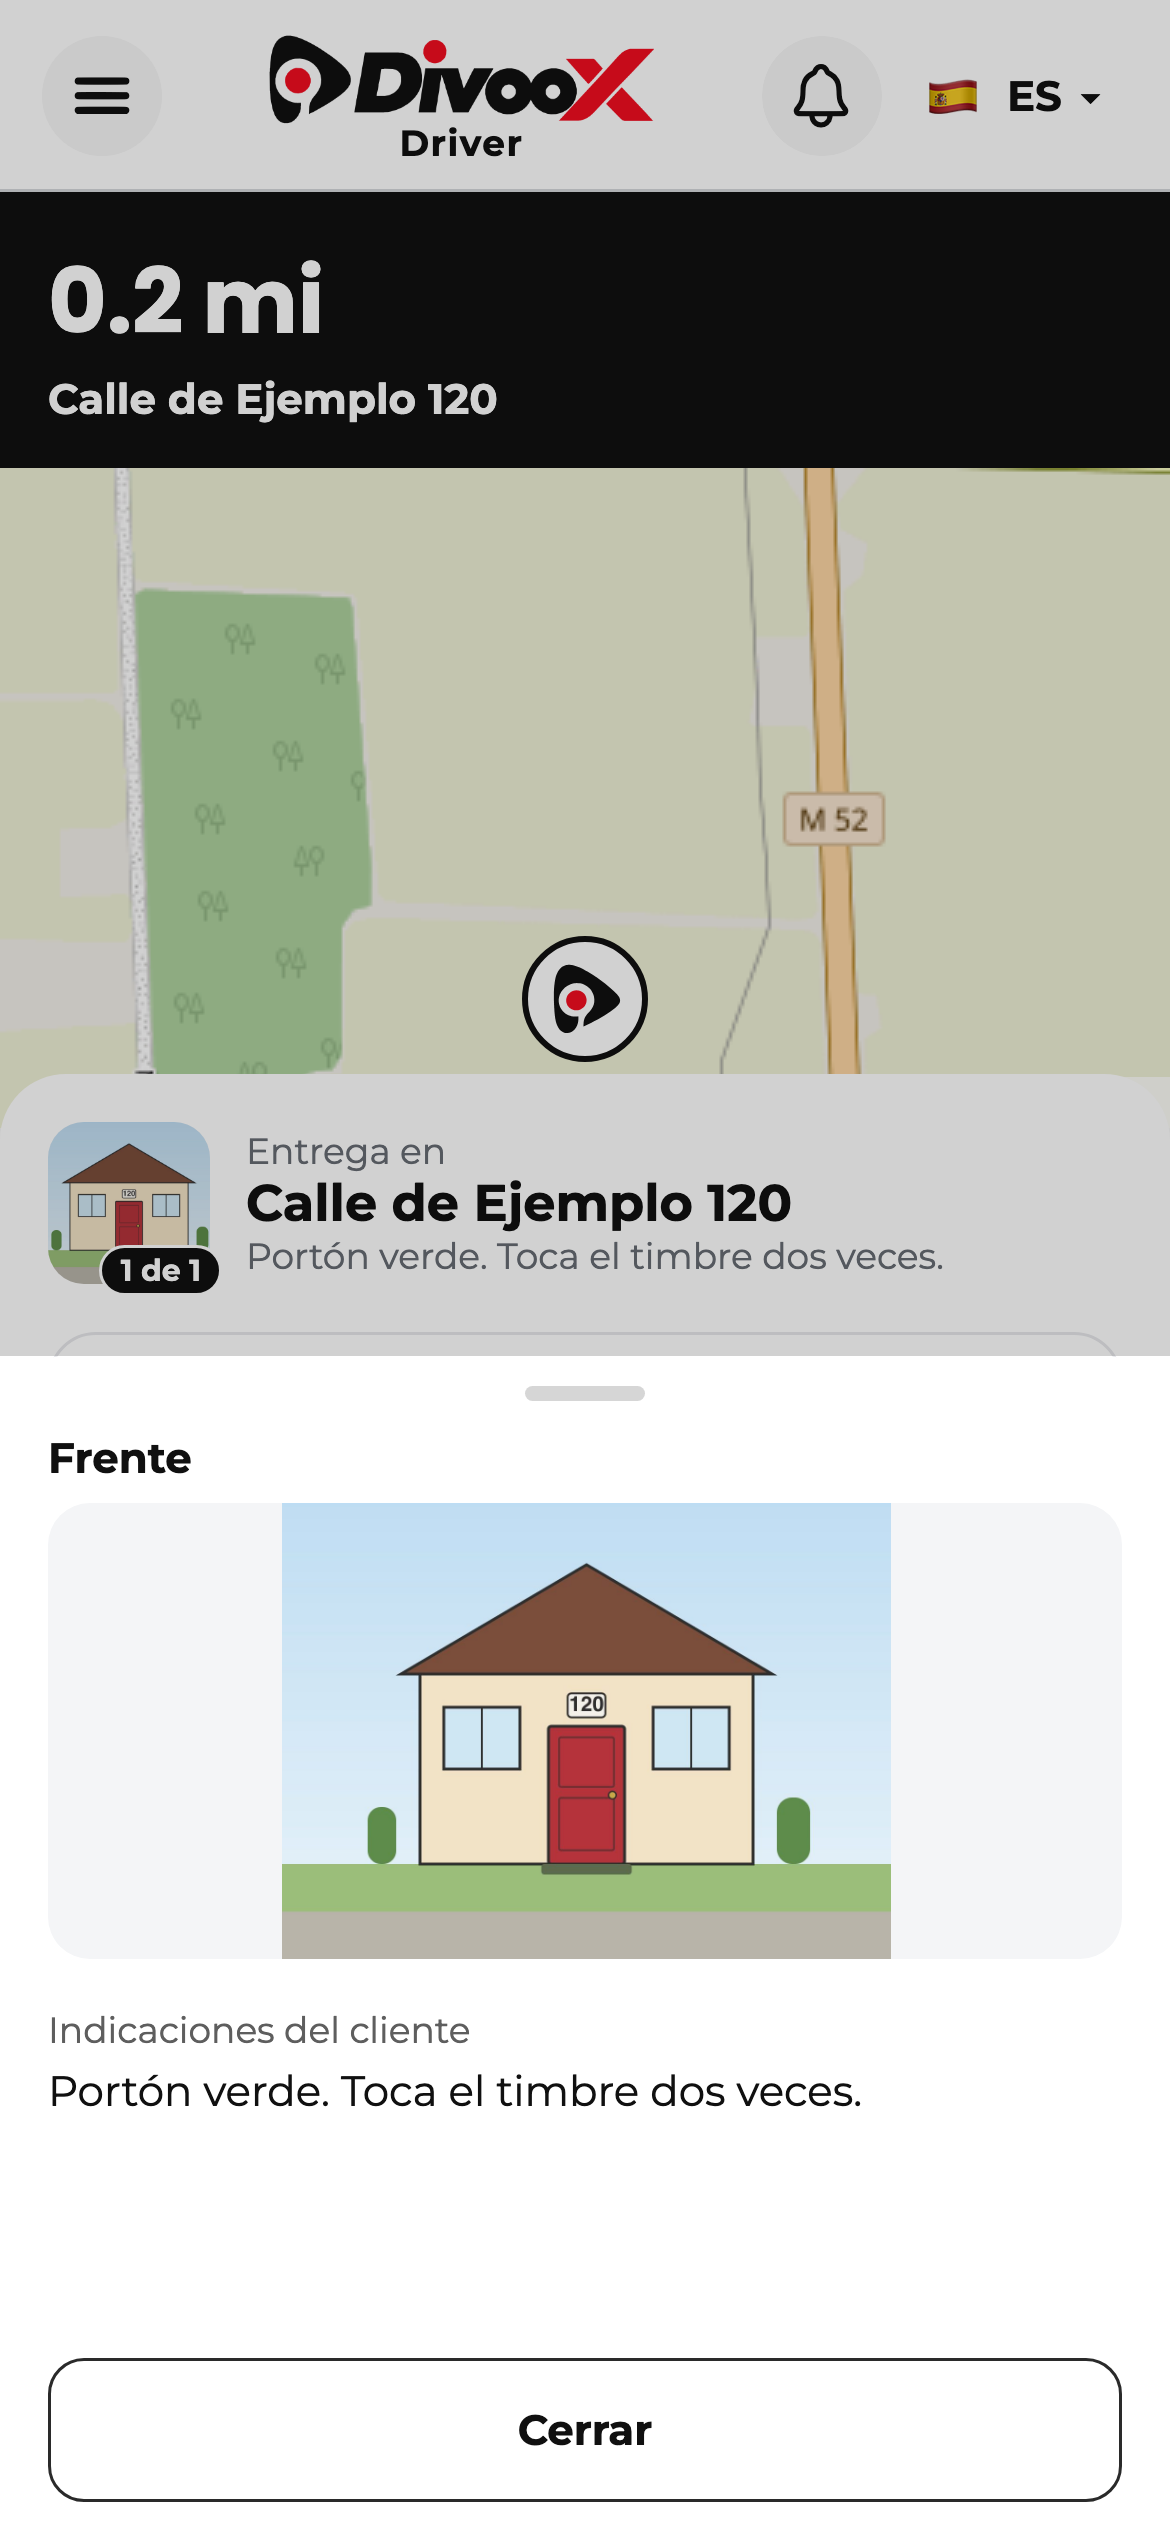 DivooX
Driver
ES
0.2 mi
Calle de Ejemplo 120
M 52
Entrega en
Calle de Ejemplo 120
Portón verde. Toca el timbre dos veces.
120
1 de 1
Frente
120
Indicaciones del cliente
Portón verde. Toca el timbre dos veces.
Cerrar